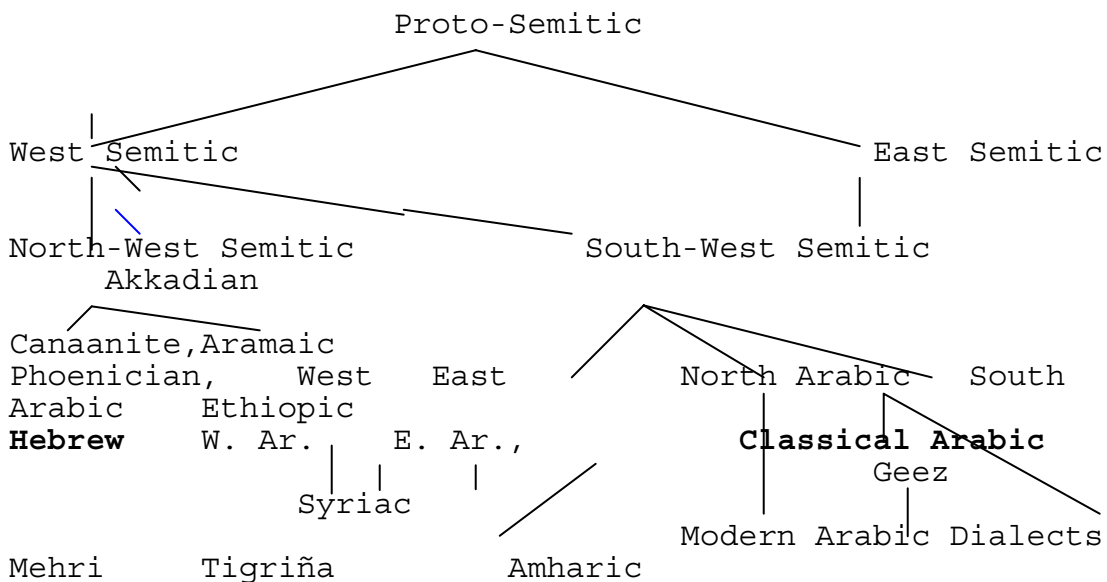 Proto-Semitic
West Semitic East Semitic
North-West Semitic South-West Semitic
Akkadian
Canaanite,Aramaic
Phoenician, West East North Arabic South
Arabic Ethiopic
Hebrew W. Ar. E. Ar., Classical Arabic
Geez
Syriac
Modern Arabic Dialects
Mehri Tigriña Amharic